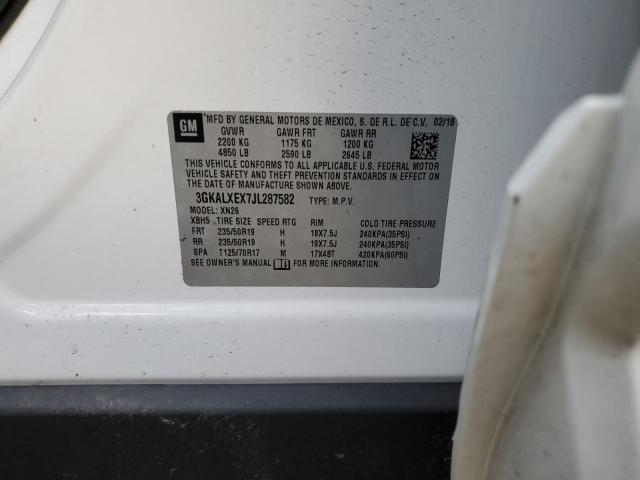 GM
MFD BY GENERAL MOTORS DE MEXICO, S. DE R.L. DE C.V. 02/18
GVWR GAWR FRT GAWR RR
2200 KG 1175 KG 1200 KG
4850 LB 2590 LB 2645 LB
THIS VEHICLE CONFORMS TO ALL APPLICABLE U.S. FEDERAL MOTOR
VEHICLE SAFETY AND THEFT PREVENTION STANDARDS IN EFFECT
ON THE DATE OF MANUFACTURE SHOWN ABOVE.
3GKALXEX7JL287582 TYPE: M.P.V.
MODEL: XN26
XBH5 TIRE SIZE SPEED RTG RIM COLD TIRE PRESSURE
FRT 235/50R19 H 19X7.5J 240KPA(35PSI)
RR 235/50R19 H 19X7.5J 240KPA(35PSI)
SPA T125/70R17 M 17X4BT 420KPA(60PSI)
SEE OWNER'S MANUAL FOR MORE INFORMATION.